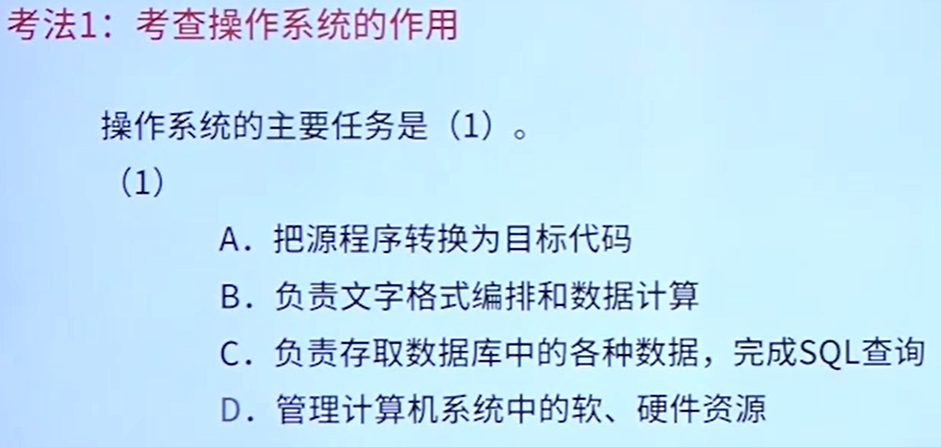 考法1：考查操作系统的作用
操作系统的主要任务是（1）。
（1）
A．把源程序转换为目标代码
B．负责文字格式编排和数据计算
C．负责存取数据库中的各种数据，完成SQL查询
D．管理计算机系统中的软、硬件资源